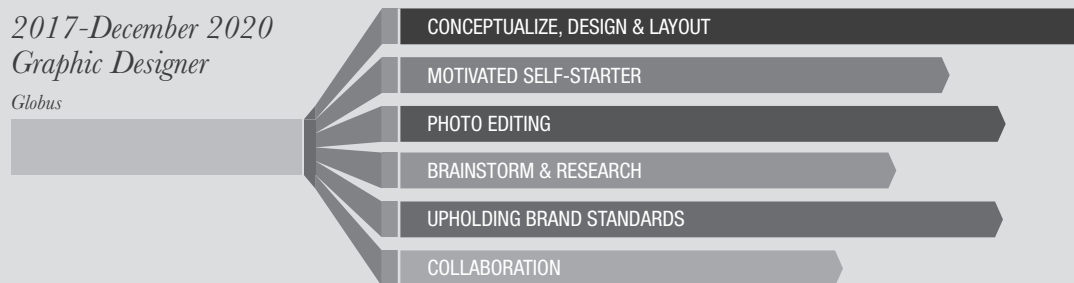 2017-December 2020
Graphic Designer
Globus
CONCEPTUALIZE, DESIGN & LAYOUT
MOTIVATED SELF-STARTER
PHOTO EDITING
BRAINSTORM & RESEARCH
UPHOLDING BRAND STANDARDS
COLLABORATION